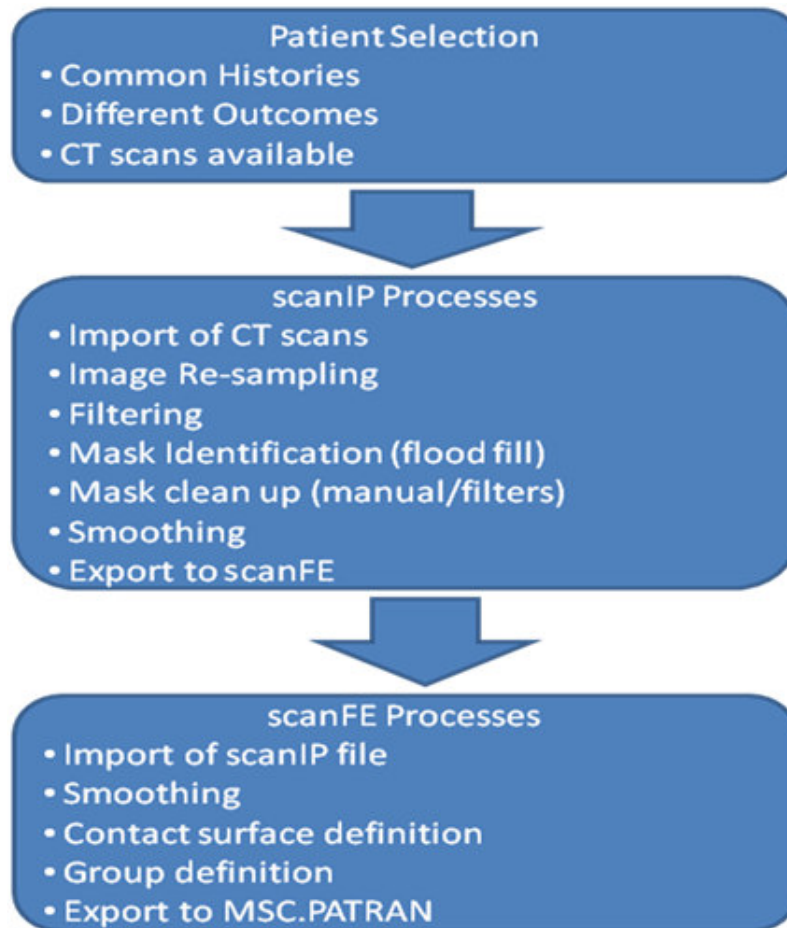 Patient Selection
• Common Histories
• Different Outcomes
• CT scans available
scanIP Processes
• Import of CT scans
• Image Re-sampling
• Filtering
• Mask Identification (flood fill)
• Mask clean up (manual/filters)
• Smoothing
• Export to scanFE
scanFE Processes
• Import of scanIP file
• Smoothing
• Contact surface definition
• Group definition
• Export to MSC.PATRAN